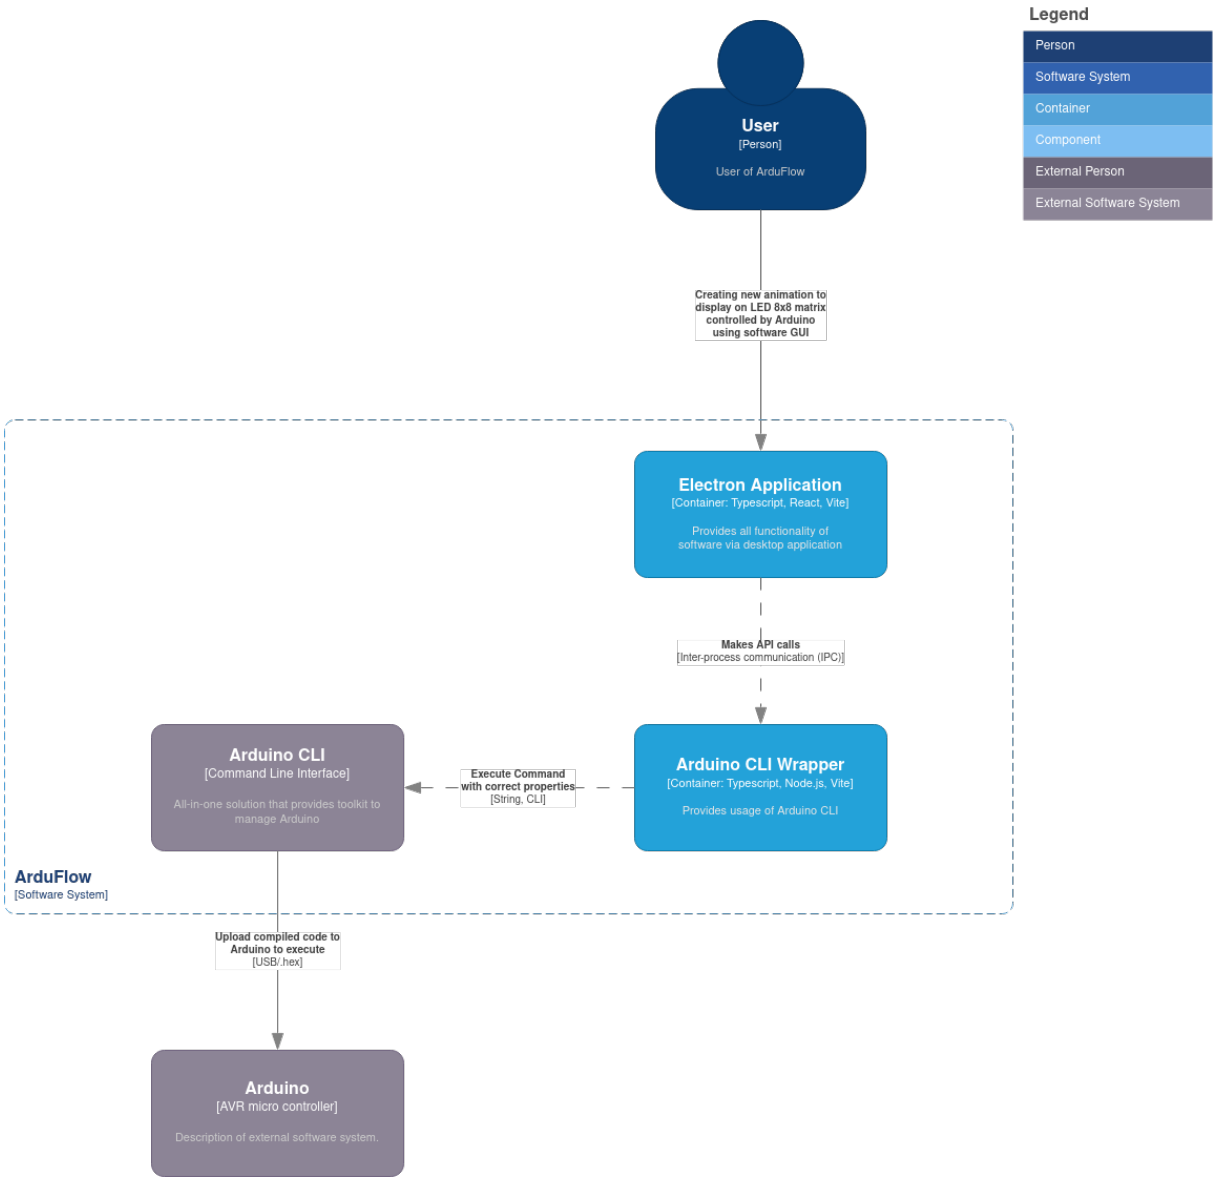 Legend
Person
Software System
Container
Component
External Person
External Software System
User
[Person]
User of ArduFlow
Creating new animation to
display on LED 8x8 matrix
controlled by Arduino
using software GUI
Electron Application
[Container: Typescript, React, Vite]
Provides all functionality of
software via desktop application
Makes API calls
[Inter-process communication (IPC)]
Arduino CLI Wrapper
[Container: Typescript, Node.js, Vite]
Provides usage of Arduino CLI
Execute Command
with correct properties
[String, CLI]
Arduino CLI
[Command Line Interface]
All-in-one solution that provides toolkit to
manage Arduino
ArduFlow
[Software System]
Upload compiled code to
Arduino to execute
[USB/.hex]
Arduino
[AVR micro controller]
Description of external software system.